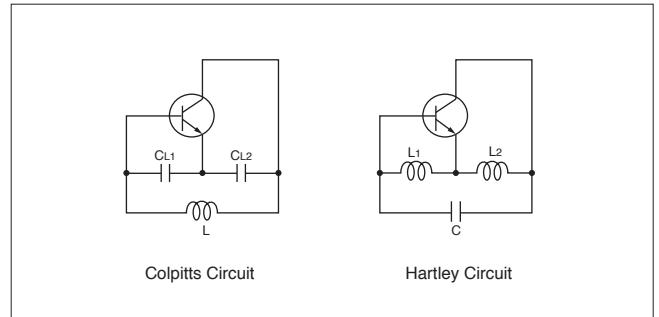 CL1 CL2
L
Colpitts Circuit
L1 L2
C
Hartley Circuit